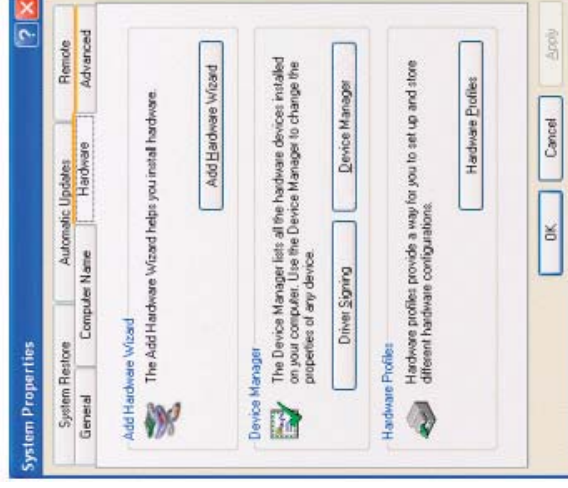 System Properties
System Restore Automatic Updates Remote
General Computer Name Hardware Advanced
Add Hardware Wizard
The Add Hardware Wizard helps you install hardware.
Add Hardware Wizard
Device Manager
The Device Manager lists all the hardware devices installed
on your computer. Use the Device Manager to change the
properties of any device.
Driver Signing Device Manager
Hardware Profiles
Hardware profiles provide a way for you to set up and store
different hardware configurations.
Hardware Profiles
OK Cancel Apply